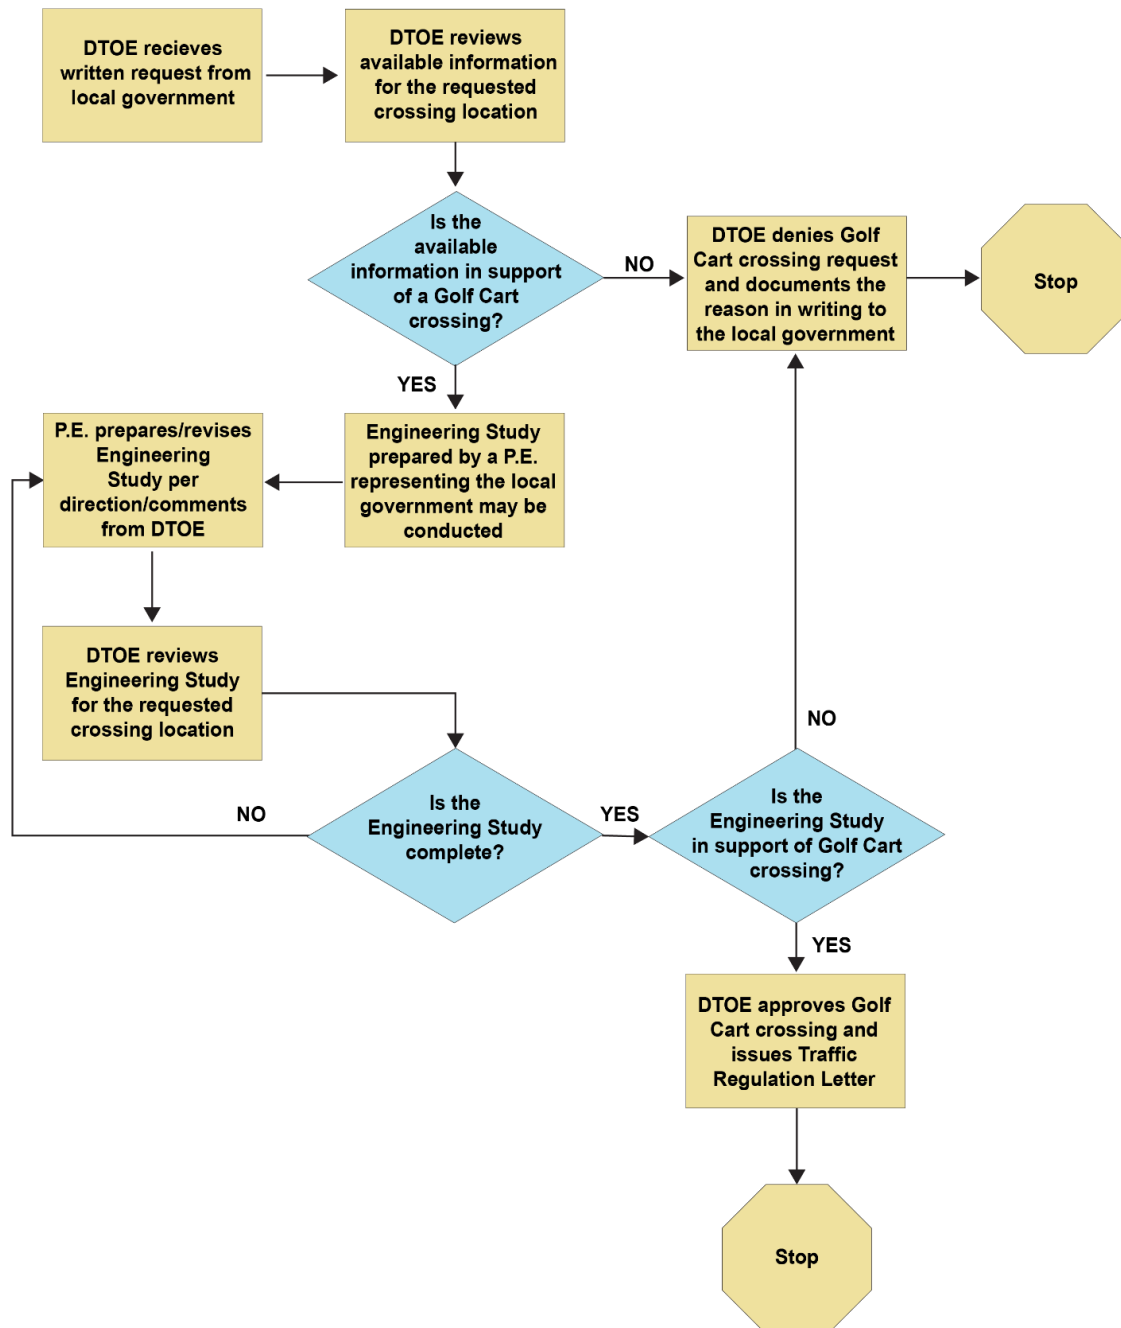 DTOE recieves
written request from
local government
DTOE reviews
available information
for the requested
crossing location
Is the
available
information in support
of a Golf Cart
crossing?
NO
DTOE denies Golf
Cart crossing request
and documents the
reason in writing to
the local government
Stop
YES
P.E. prepares/revises
Engineering
Study per
direction/comments
from DTOE
Engineering Study
prepared by a P.E.
representing the local
government may be
conducted
DTOE reviews
Engineering Study
for the requested
crossing location
NO
Is the
Engineering Study
complete?
YES
Is the
Engineering Study
in support of Golf Cart
crossing?
NO
YES
DTOE approves Golf
Cart crossing and
issues Traffic
Regulation Letter
Stop